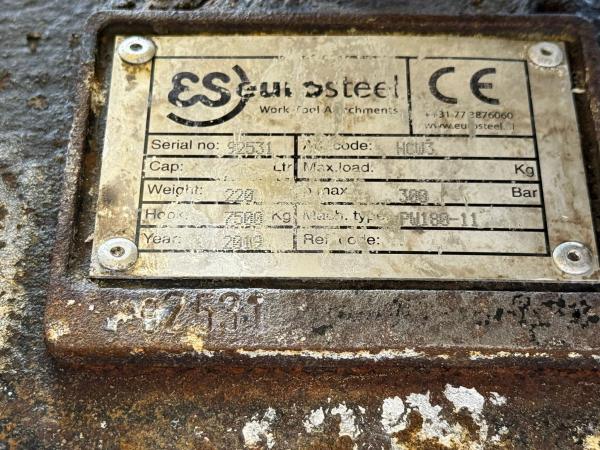 ES eurosteel
Work-Tool Attachments
CE
+31 77 3876060
www.eurosteel.nl
Serial no: 92531 Art. code: HCW3
Cap: Ltr Max.load: Kg
Weight: 220 P max: 300 Bar
Hook: 7500 Kg Mach. type: PW180-11
Year: 2019 Ref. code:
92531